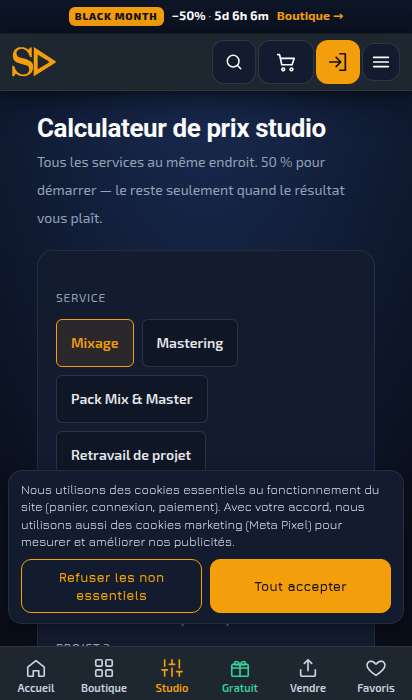 BLACK MONTH −50% · 5d 6h 6m Boutique →
SD
Calculateur de prix studio
Tous les services au même endroit. 50 % pour
démarrer — le reste seulement quand le résultat
vous plaît.
SERVICE
Mixage Mastering
Pack Mix & Master
Retravail de projet
Nous utilisons des cookies essentiels au fonctionnement du
site (panier, connexion, paiement). Avec votre accord, nous
utilisons aussi des cookies marketing (Meta Pixel) pour
mesurer et améliorer nos publicités.
Refuser les non
essentiels
Tout accepter
Accueil Boutique Studio Gratuit Vendre Favoris